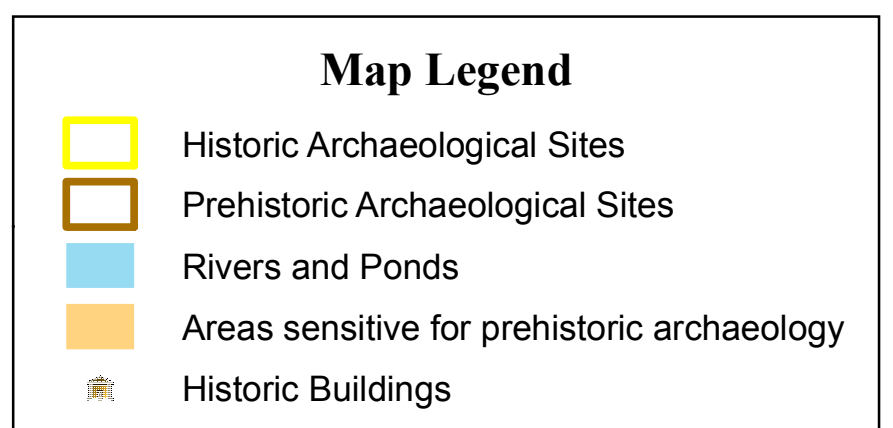 Map Legend
Historic Archaeological Sites
Prehistoric Archaeological Sites
Rivers and Ponds
Areas sensitive for prehistoric archaeology
Historic Buildings